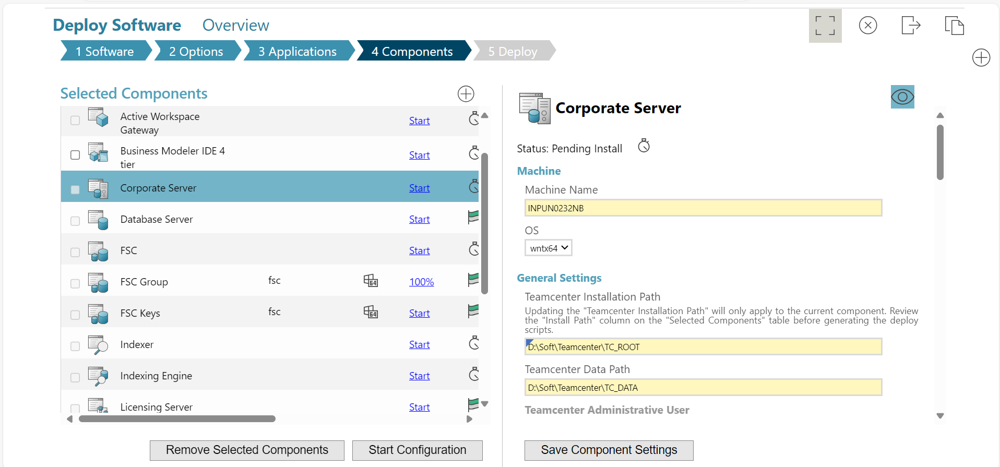 Deploy Software
Overview
1 Software
2 Options
3 Applications
4 Components
5 Deploy
Selected Components
Active Workspace
Gateway
Start
Business Modeler IDE 4
tier
Start
Corporate Server
Start
Database Server
Start
FSC
Start
FSC Group
fsc
64
100%
FSC Keys
fsc
64
Start
Indexer
Start
Indexing Engine
Start
Licensing Server
Start
Remove Selected Components
Start Configuration
Corporate Server
Status: Pending Install
Machine
Machine Name
INPUN0232NB
OS
wntx64
General Settings
Teamcenter Installation Path
Updating the "Teamcenter Installation Path" will only apply to the current component. Review
the "Install Path" column on the "Selected Components" table before generating the deploy
scripts.
D:\Soft\Teamcenter\TC_ROOT
Teamcenter Data Path
D:\Soft\Teamcenter\TC_DATA
Teamcenter Administrative User
Save Component Settings